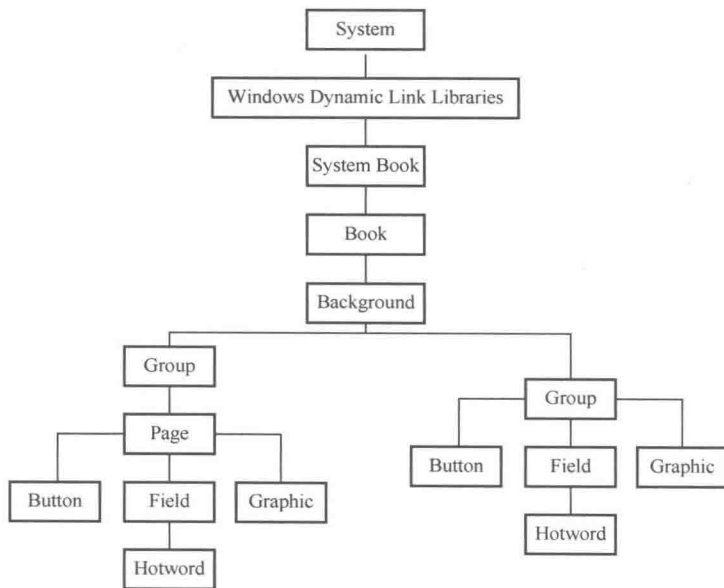 System
Windows Dynamic Link Libraries
System Book
Book
Background
Group
Group
Page
Button
Field
Graphic
Button
Field
Graphic
Hotword
Hotword